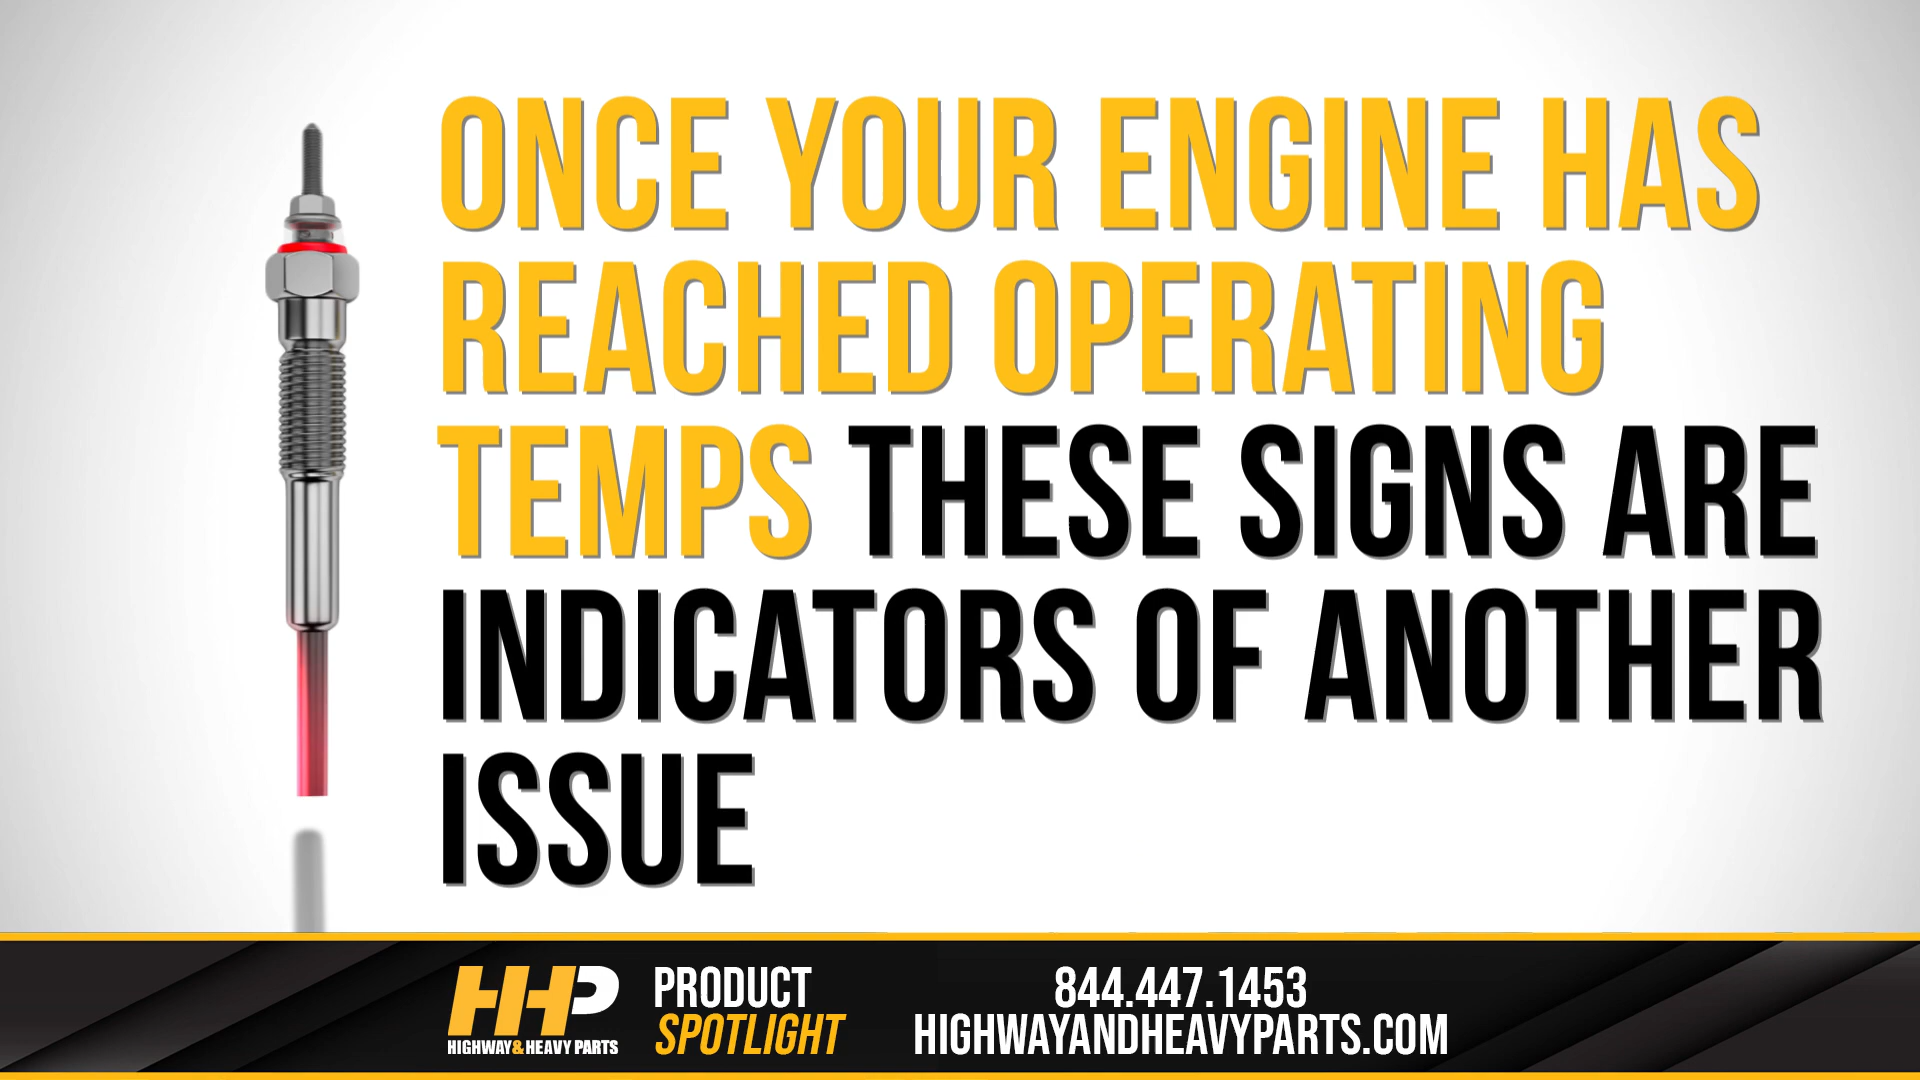 ONCE YOUR ENGINE HAS
REACHED OPERATING
TEMPS THESE SIGNS ARE
INDICATORS OF ANOTHER
ISSUE
HHP
HIGHWAY&HEAVY PARTS
PRODUCT
SPOTLIGHT
844.447.1453
HIGHWAYANDHEAVYPARTS.COM